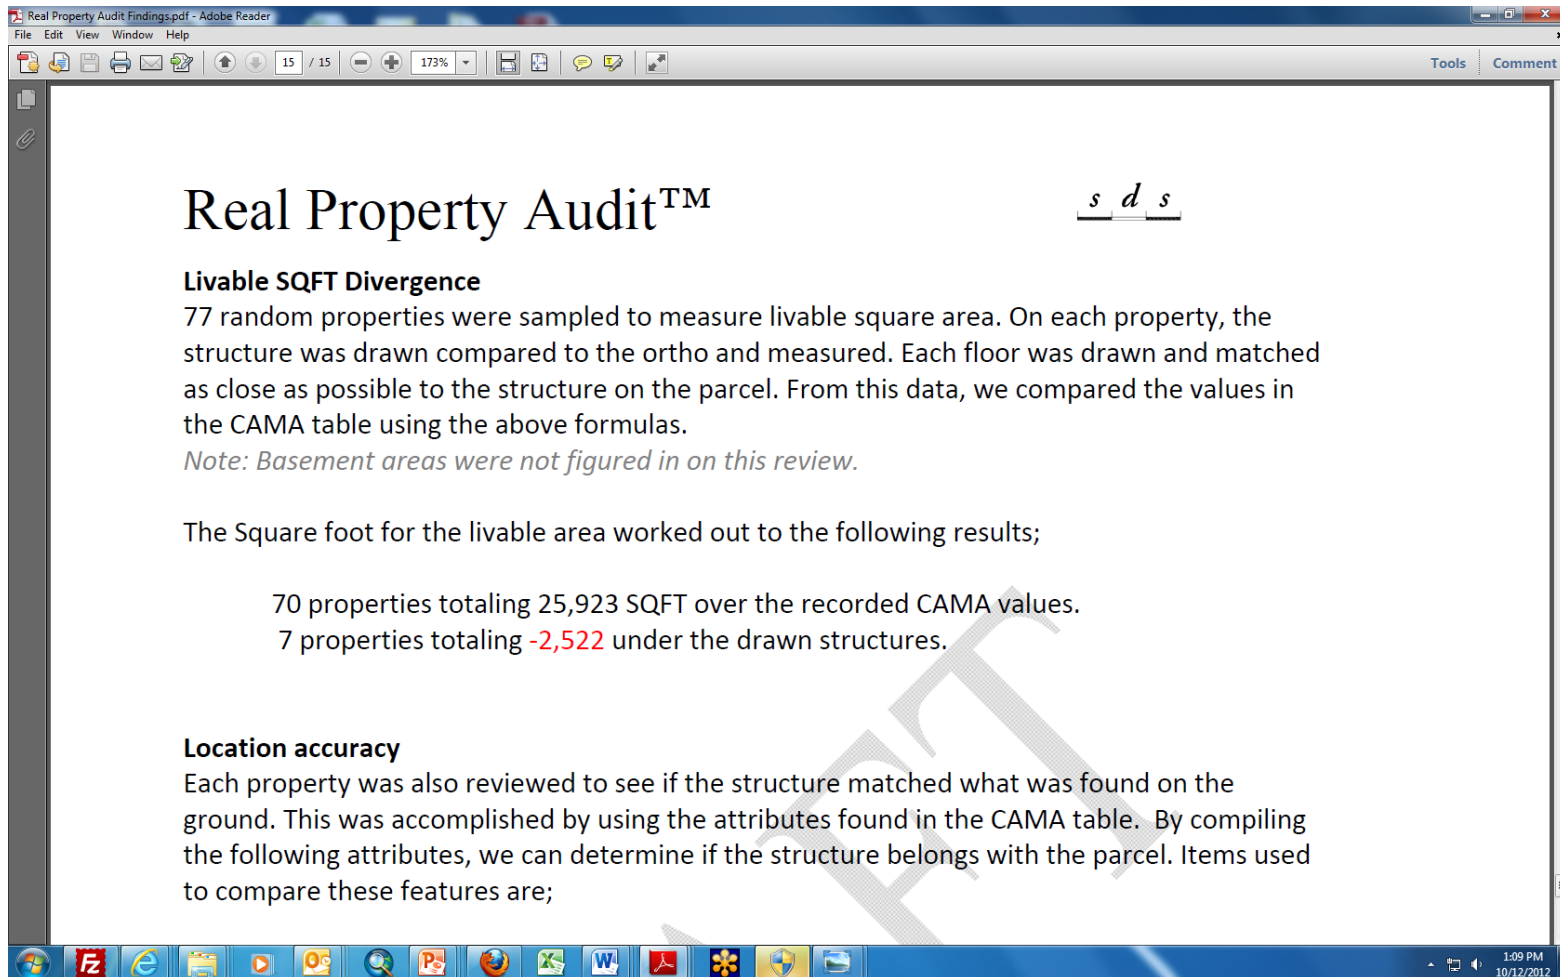 Real Property Audit Findings.pdf - Adobe Reader
File Edit View Window Help
15 / 15 173% Tools Comment
Real Property Audit™ s d s
Livable SQFT Divergence
77 random properties were sampled to measure livable square area. On each property, the
structure was drawn compared to the ortho and measured. Each floor was drawn and matched
as close as possible to the structure on the parcel. From this data, we compared the values in
the CAMA table using the above formulas.
Note: Basement areas were not figured in on this review.
The Square foot for the livable area worked out to the following results;
70 properties totaling 25,923 SQFT over the recorded CAMA values.
7 properties totaling -2,522 under the drawn structures.
Location accuracy
Each property was also reviewed to see if the structure matched what was found on the
ground. This was accomplished by using the attributes found in the CAMA table. By compiling
the following attributes, we can determine if the structure belongs with the parcel. Items used
to compare these features are;
1:09 PM
10/12/2012